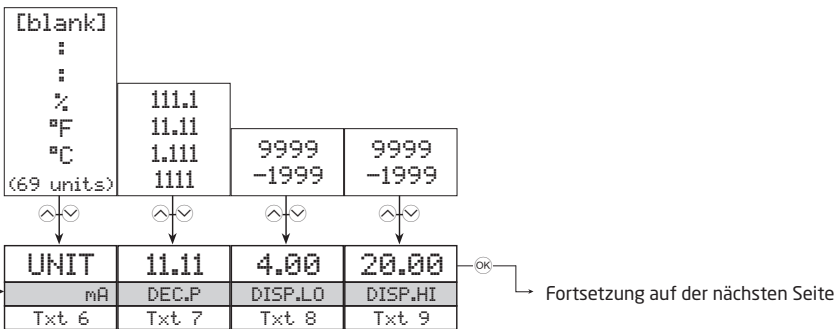 [blank]
:
:
%
°F
°C
(69 units)
111.1
11.11
1.111
1111
9999
-1999
9999
-1999
UNIT 11.11 4.00 20.00 OK
mA DEC.P DISP.LO DISP.HI
Txt 6 Txt 7 Txt 8 Txt 9
Fortsetzung auf der nächsten Seite